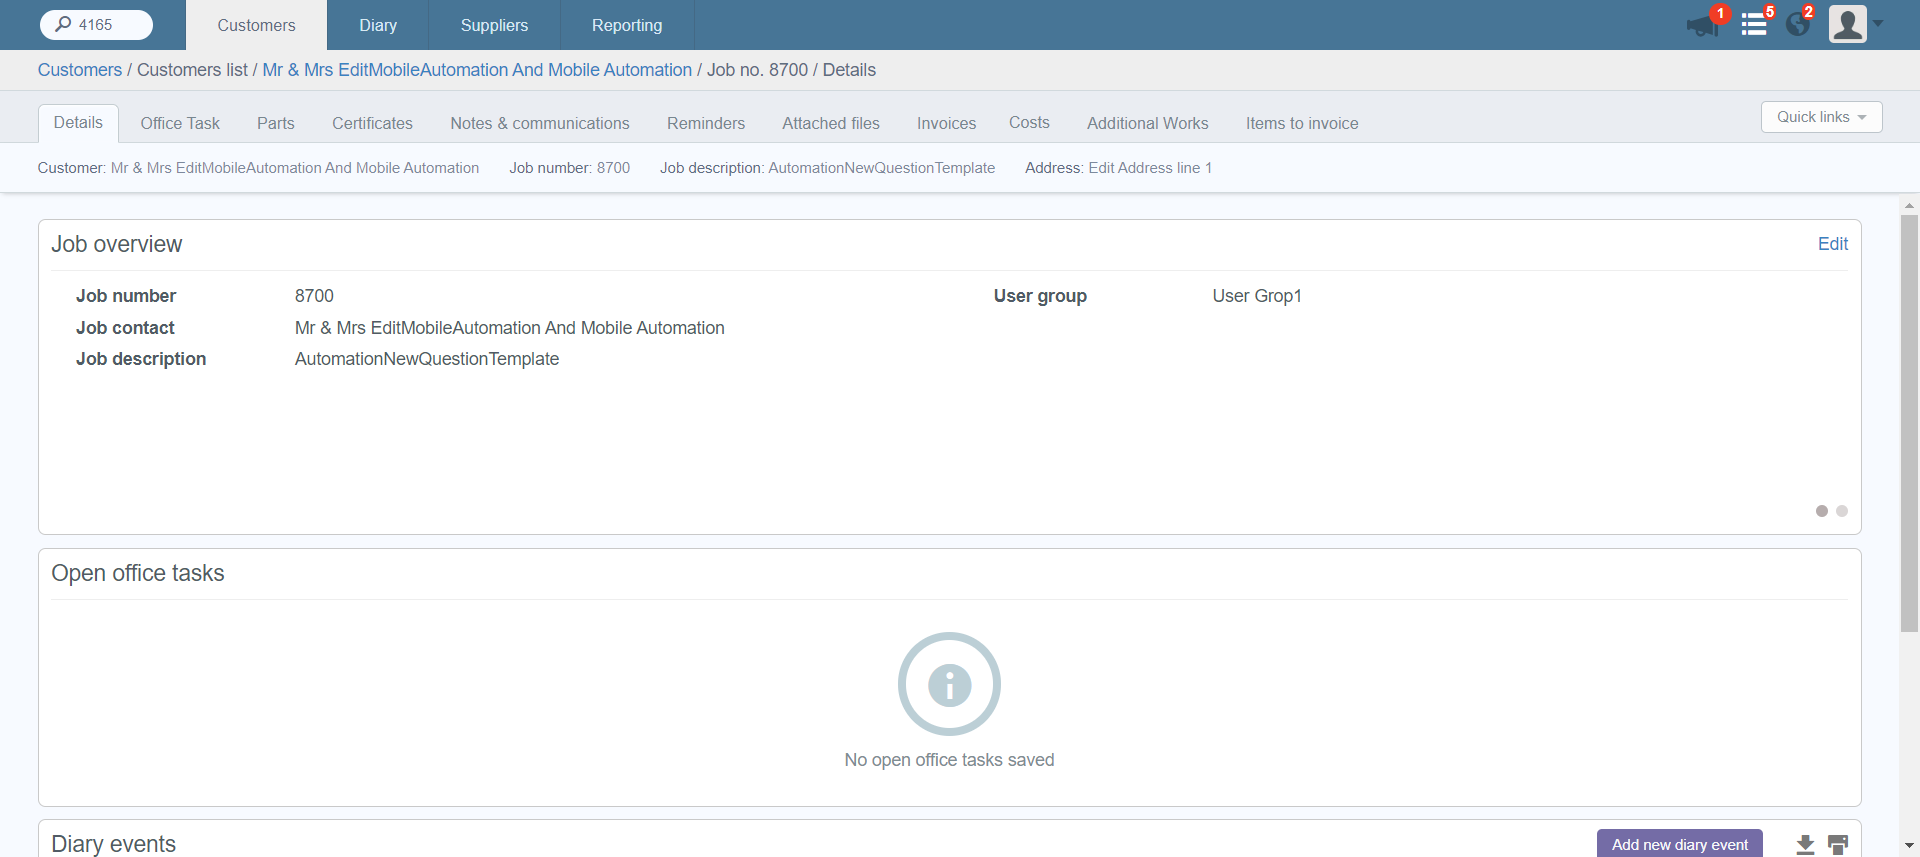 4165 Customers Diary Suppliers Reporting 1 5 2
Customers / Customers list / Mr & Mrs EditMobileAutomation And Mobile Automation / Job no. 8700 / Details
Details Office Task Parts Certificates Notes & communications Reminders Attached files Invoices Costs Additional Works Items to invoice Quick links
Customer: Mr & Mrs EditMobileAutomation And Mobile Automation Job number: 8700 Job description: AutomationNewQuestionTemplate Address: Edit Address line 1
Job overview Edit
Job number 8700 User group User Grop1
Job contact Mr & Mrs EditMobileAutomation And Mobile Automation
Job description AutomationNewQuestionTemplate
Open office tasks
No open office tasks saved
Diary events Add new diary event